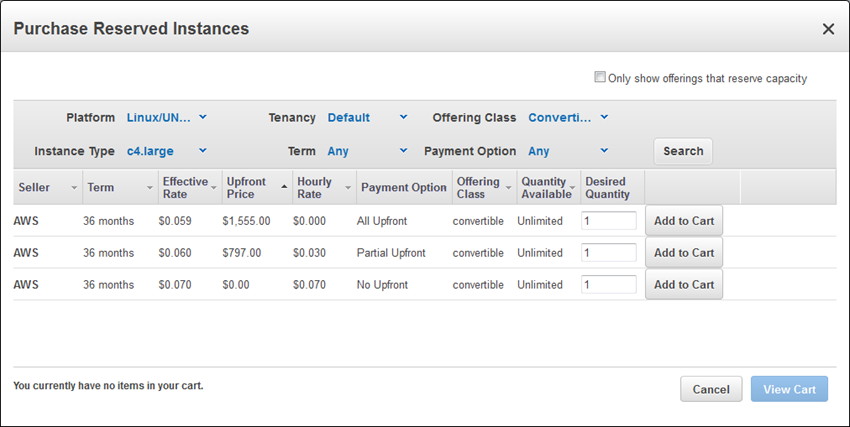 Purchase Reserved Instances
Only show offerings that reserve capacity
Platform Linux/UN... Tenancy Default Offering Class Converti...
Instance Type c4.large Term Any Payment Option Any Search
Seller Term Effective Rate Upfront Price Hourly Rate Payment Option Offering Class Quantity Available Desired Quantity
AWS 36 months $0.059 $1,555.00 $0.000 All Upfront convertible Unlimited 1 Add to Cart
AWS 36 months $0.060 $797.00 $0.030 Partial Upfront convertible Unlimited 1 Add to Cart
AWS 36 months $0.070 $0.00 $0.070 No Upfront convertible Unlimited 1 Add to Cart
You currently have no items in your cart.
Cancel View Cart